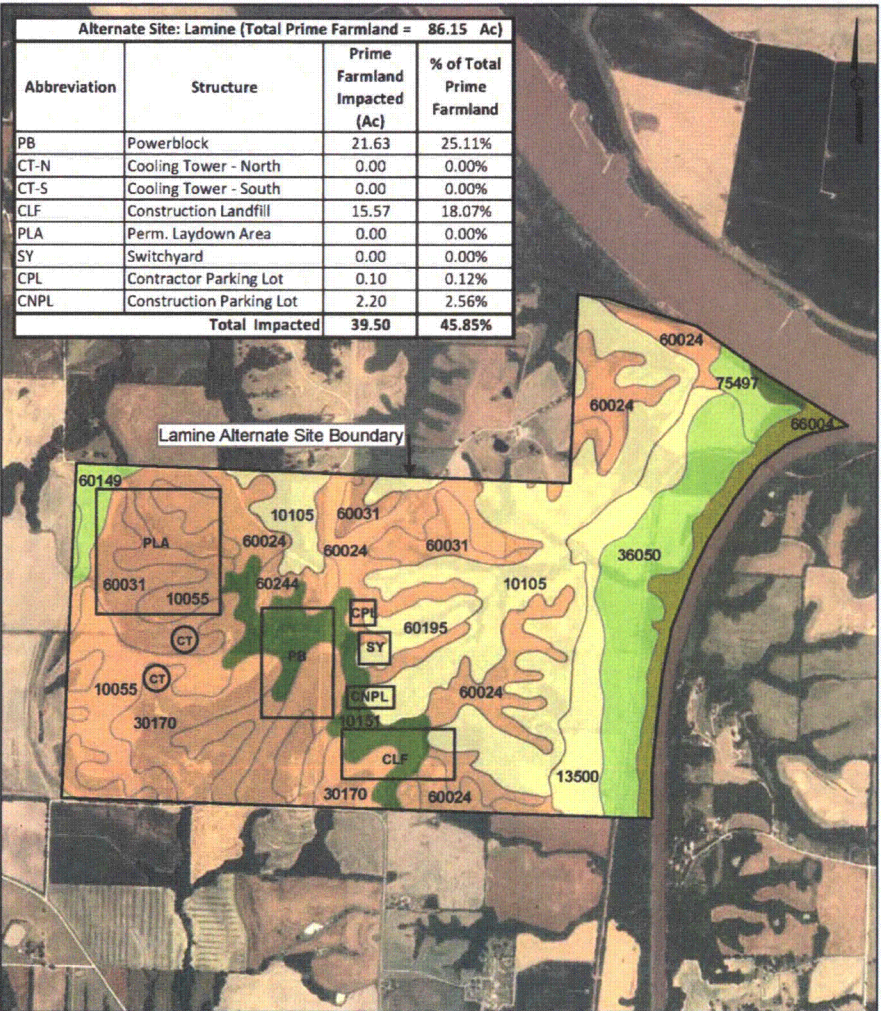 Alternate Site: Lamine (Total Prime Farmland = 86.15 Ac)
Abbreviation Structure Prime Farmland Impacted (Ac) % of Total Prime Farmland
PB Powerblock 21.63 25.11%
CT-N Cooling Tower - North 0.00 0.00%
CT-S Cooling Tower - South 0.00 0.00%
CLF Construction Landfill 15.57 18.07%
PLA Perm. Laydown Area 0.00 0.00%
SY Switchyard 0.00 0.00%
CPL Contractor Parking Lot 0.10 0.12%
CNPL Construction Parking Lot 2.20 2.56%
Total Impacted 39.50 45.85%
60024
75497
60024
66004
Lamine Alternate Site Boundary
60149
10105
60031
PLA
60024
60024
60031
36050
60031
60244
10105
10055
CPL
60195
CT
SY
PB
CT
10055
CNPL
60024
30170
10151
CLF
13500
30170
60024